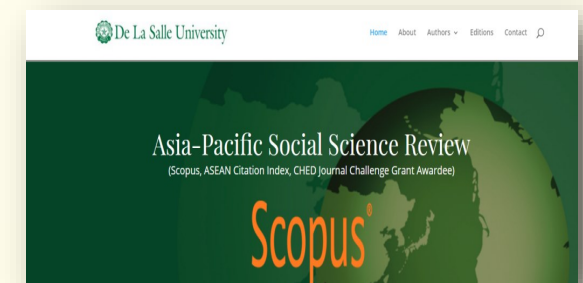 De La Salle University
Home About Authors Editions Contact
Asia-Pacific Social Science Review
(Scopus, ASEAN Citation Index, CHED Journal Challenge Grant Awardee)
Scopus®